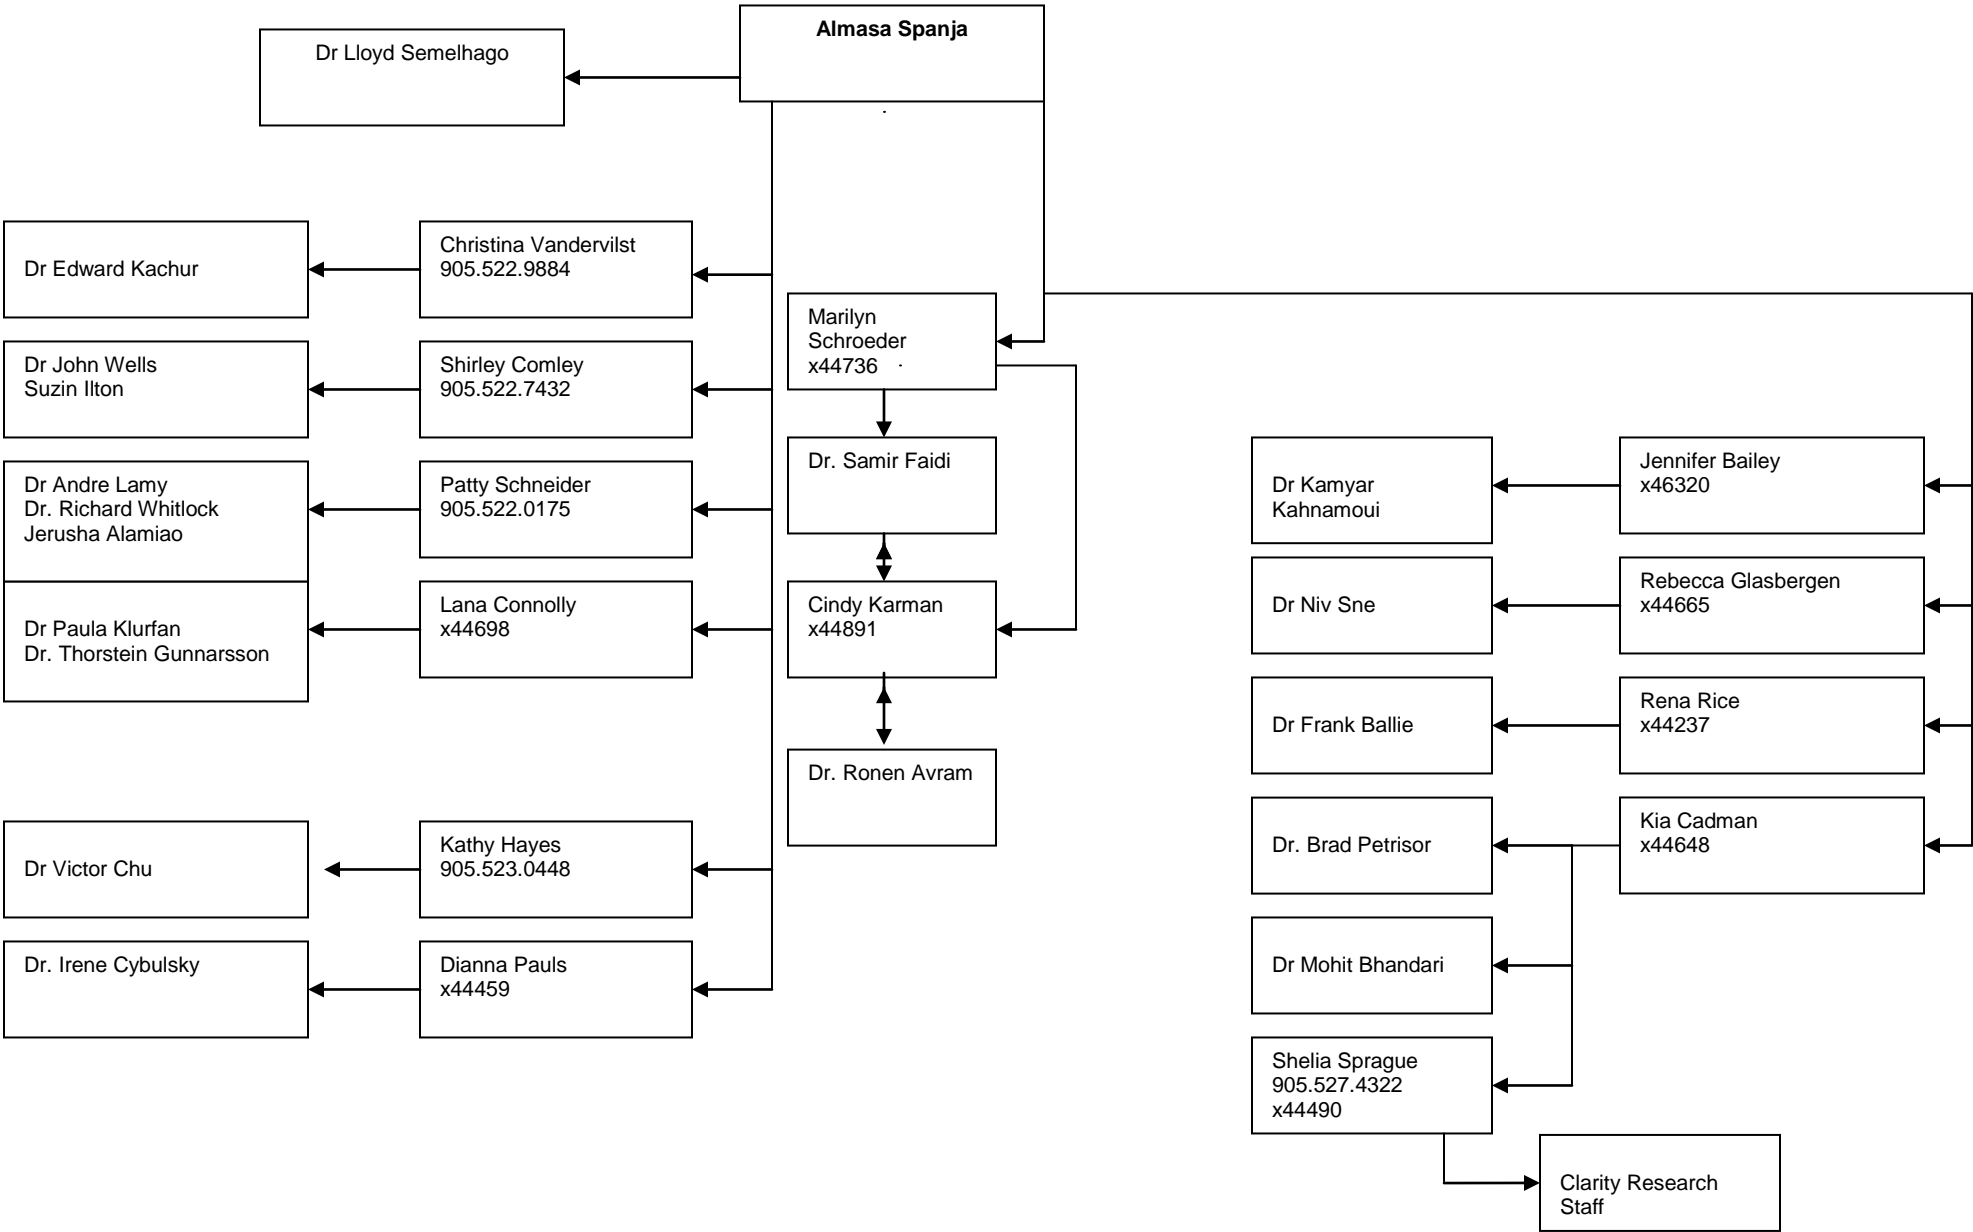 Almasa Spanja
Dr Lloyd Semelhago
Dr Edward Kachur
Christina Vandervilst
905.522.9884
Marilyn
Schroeder
x44736
Dr John Wells
Suzin Ilton
Shirley Comley
905.522.7432
Dr. Samir Faidi
Dr Andre Lamy
Dr. Richard Whitlock
Jerusha Alamiao
Patty Schneider
905.522.0175
Cindy Karman
x44891
Dr Paula Klurfan
Dr. Thorstein Gunnarsson
Lana Connolly
x44698
Dr. Ronen Avram
Dr Victor Chu
Kathy Hayes
905.523.0448
Dr. Irene Cybulsky
Dianna Pauls
x44459
Dr Kamyar
Kahnamoui
Jennifer Bailey
x46320
Dr Niv Sne
Rebecca Glasbergen
x44665
Dr Frank Ballie
Rena Rice
x44237
Dr. Brad Petrisor
Kia Cadman
x44648
Dr Mohit Bhandari
Shelia Sprague
905.527.4322
x44490
Clarity Research
Staff